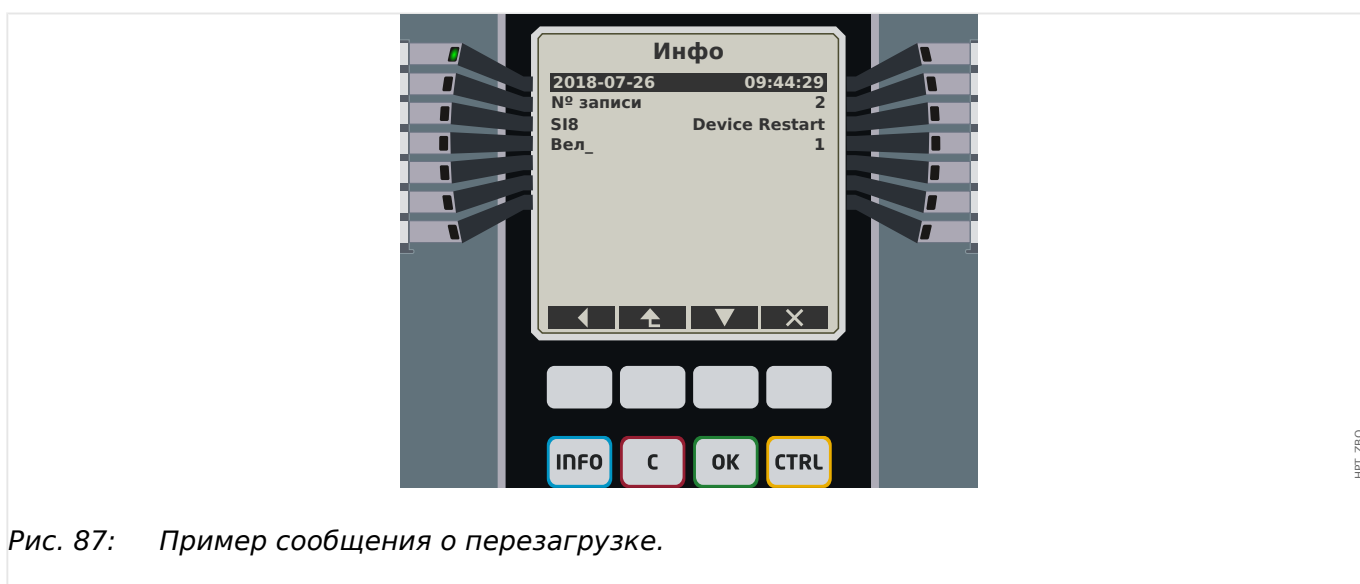 Инфо
2018-07-26 09:44:29
№ записи 2
SI8 Device Restart
Вел_ 1
INFO C OK CTRL
HPT_ZBO
Рис. 87: Пример сообщения о перезагрузке.